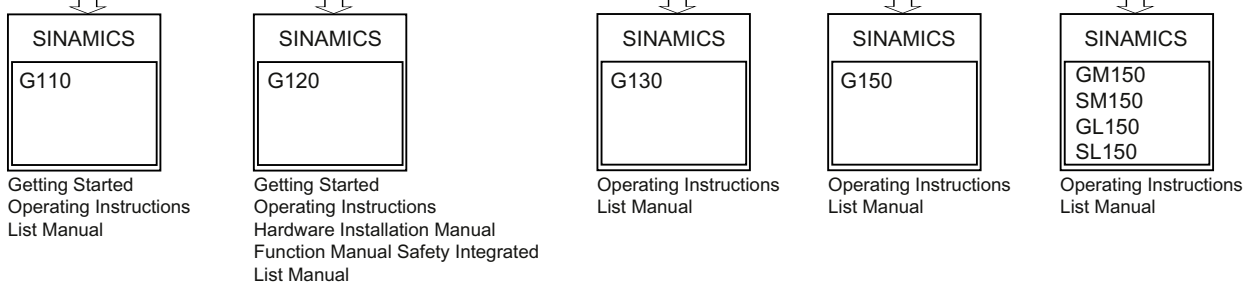 SINAMICS
G110
Getting Started
Operating Instructions
List Manual
SINAMICS
G120
Getting Started
Operating Instructions
Hardware Installation Manual
Function Manual Safety Integrated
List Manual
SINAMICS
G130
Operating Instructions
List Manual
SINAMICS
G150
Operating Instructions
List Manual
SINAMICS
GM150
SM150
GL150
SL150
Operating Instructions
List Manual